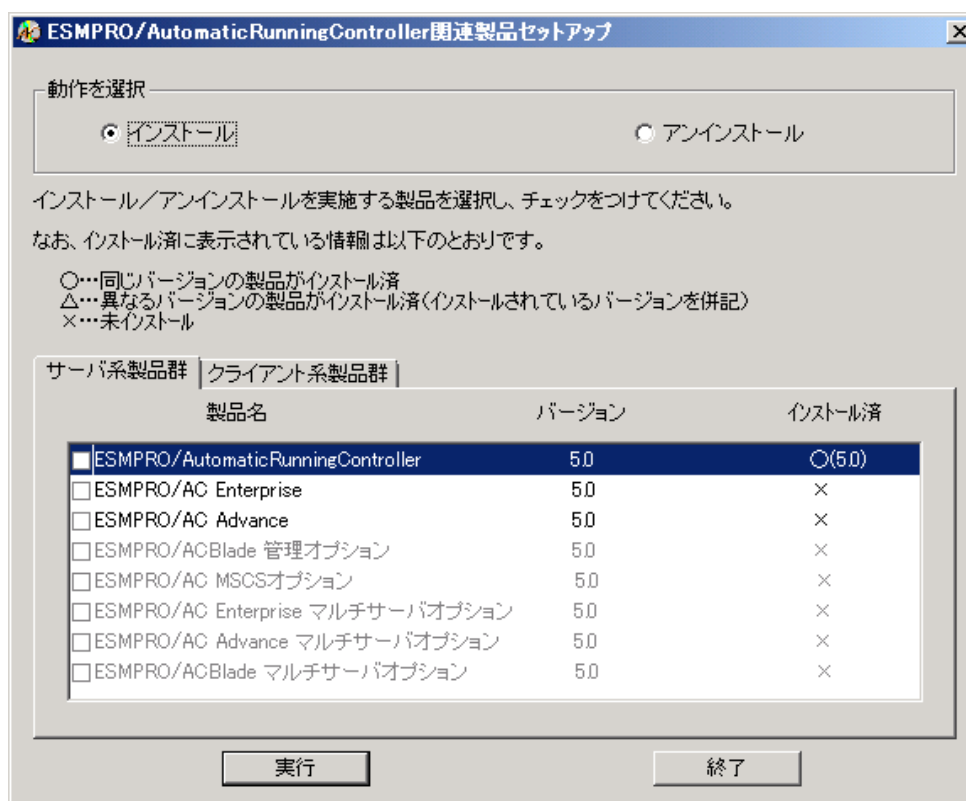 ESMPRO/AutomaticRunningController関連製品セットアップ
動作を選択
インストール アンインストール
インストール／アンインストールを実施する製品を選択し、チェックをつけてください。
なお、インストール済に表示されている情報は以下のとおりです。
○…同じバージョンの製品がインストール済
△…異なるバージョンの製品がインストール済(インストールされているバージョンを併記)
×…未インストール
サーバ系製品群 クライアント系製品群
製品名 バージョン インストール済
ESMPRO/AutomaticRunningController 5.0 ○(5.0)
ESMPRO/AC Enterprise 5.0 ×
ESMPRO/AC Advance 5.0 ×
ESMPRO/ACBlade 管理オプション 5.0 ×
ESMPRO/AC MSCSオプション 5.0 ×
ESMPRO/AC Enterprise マルチサーバオプション 5.0 ×
ESMPRO/AC Advance マルチサーバオプション 5.0 ×
ESMPRO/ACBlade マルチサーバオプション 5.0 ×
実行 終了